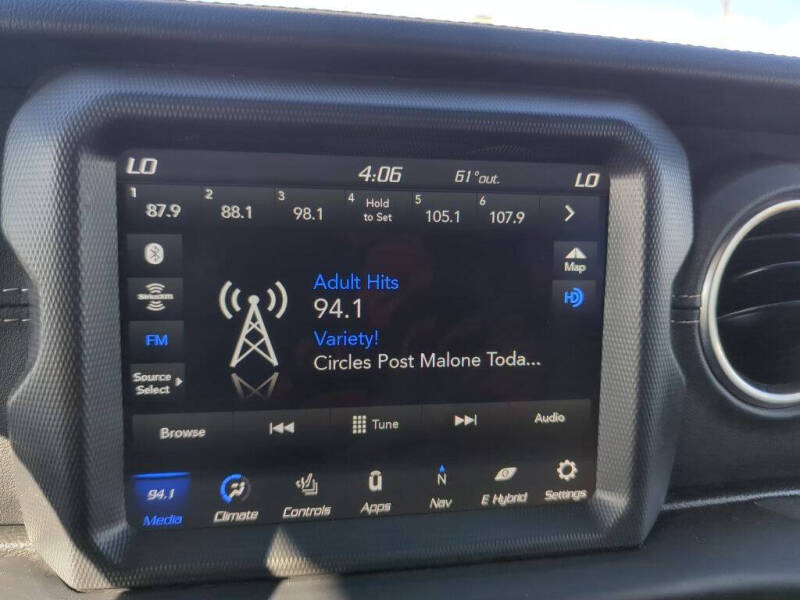 LO 4:06 61°out. LO
1 87.9 2 88.1 3 98.1 4 Hold to Set 5 105.1 6 107.9
Map
SiriusXM
HD
FM
Source Select
Adult Hits
94.1
Variety!
Circles Post Malone Toda...
Browse Tune Audio
94.1 N
Media Climate Controls Apps Nav E Hybrid Settings